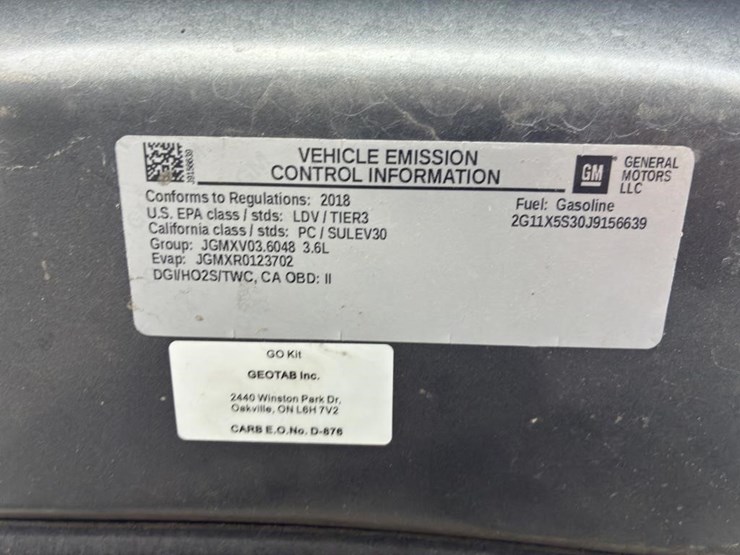 VEHICLE EMISSION
CONTROL INFORMATION
GM
GENERAL
MOTORS
LLC
J9156639
Conforms to Regulations: 2018
U.S. EPA class / stds: LDV / TIER3
California class / stds: PC / SULEV30
Group: JGMXV03.6048 3.6L
Evap: JGMXR0123702
DGI/HO2S/TWC, CA OBD: II
Fuel: Gasoline
2G11X5S30J9156639
GO Kit
GEOTAB Inc.
2440 Winston Park Dr,
Oakville, ON L6H 7V2
CARB E.O.No. D-876